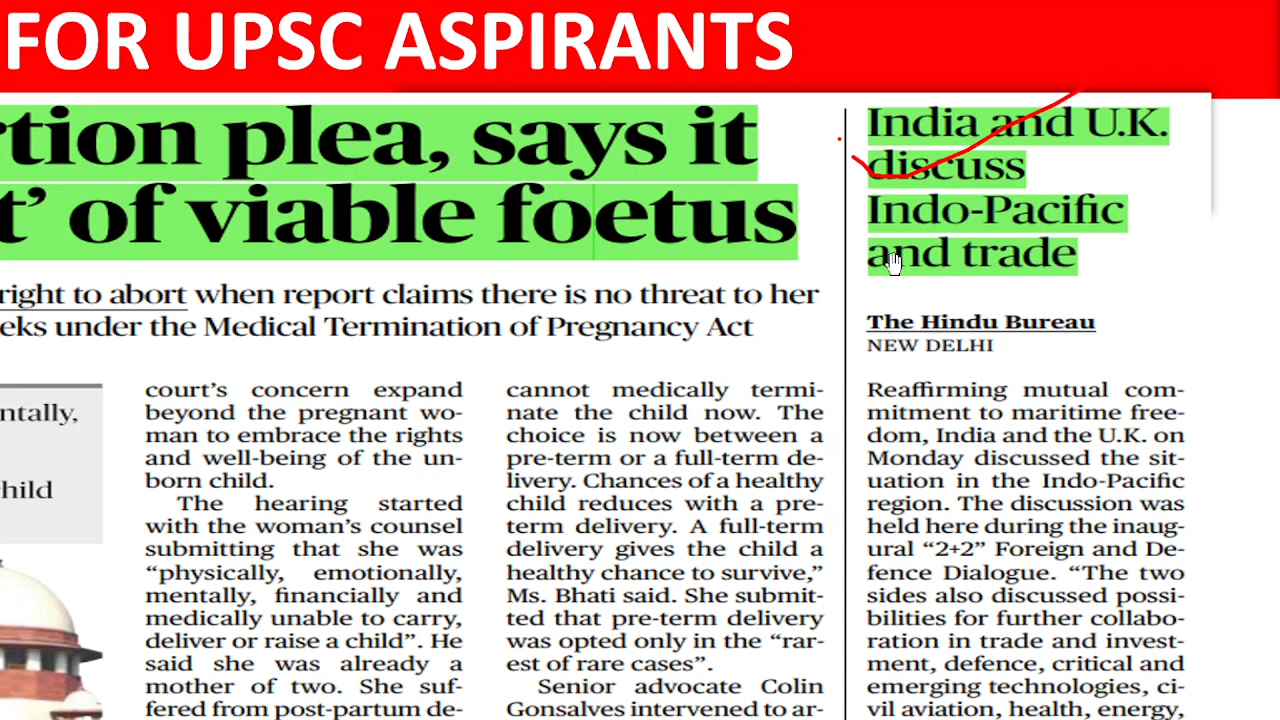 FOR UPSC ASPIRANTS
rtion plea, says it
t’ of viable foetus
right to abort when report claims there is no threat to her
eeks under the Medical Termination of Pregnancy Act
ntally,
hild
court’s concern expand
beyond the pregnant wo-
man to embrace the rights
and well-being of the un-
born child.
The hearing started
with the woman’s counsel
submitting that she was
“physically, emotionally,
mentally, financially and
medically unable to carry,
deliver or raise a child”. He
said she was already a
mother of two. She suf-
fered from post-partum de-
cannot medically termi-
nate the child now. The
choice is now between a
pre-term or a full-term de-
livery. Chances of a healthy
child reduces with a pre-
term delivery. A full-term
delivery gives the child a
healthy chance to survive,”
Ms. Bhati said. She submit-
ted that pre-term delivery
was opted only in the “rar-
est of rare cases”.
Senior advocate Colin
Gonsalves intervened to ar-
India and U.K.
discuss
Indo-Pacific
and trade
The Hindu Bureau
NEW DELHI
Reaffirming mutual com-
mitment to maritime free-
dom, India and the U.K. on
Monday discussed the sit-
uation in the Indo-Pacific
region. The discussion was
held here during the inaug-
ural “2+2” Foreign and De-
fence Dialogue. “The two
sides also discussed possi-
bilities for further collabo-
ration in trade and invest-
ment, defence, critical and
emerging technologies, ci-
vil aviation, health, energy,